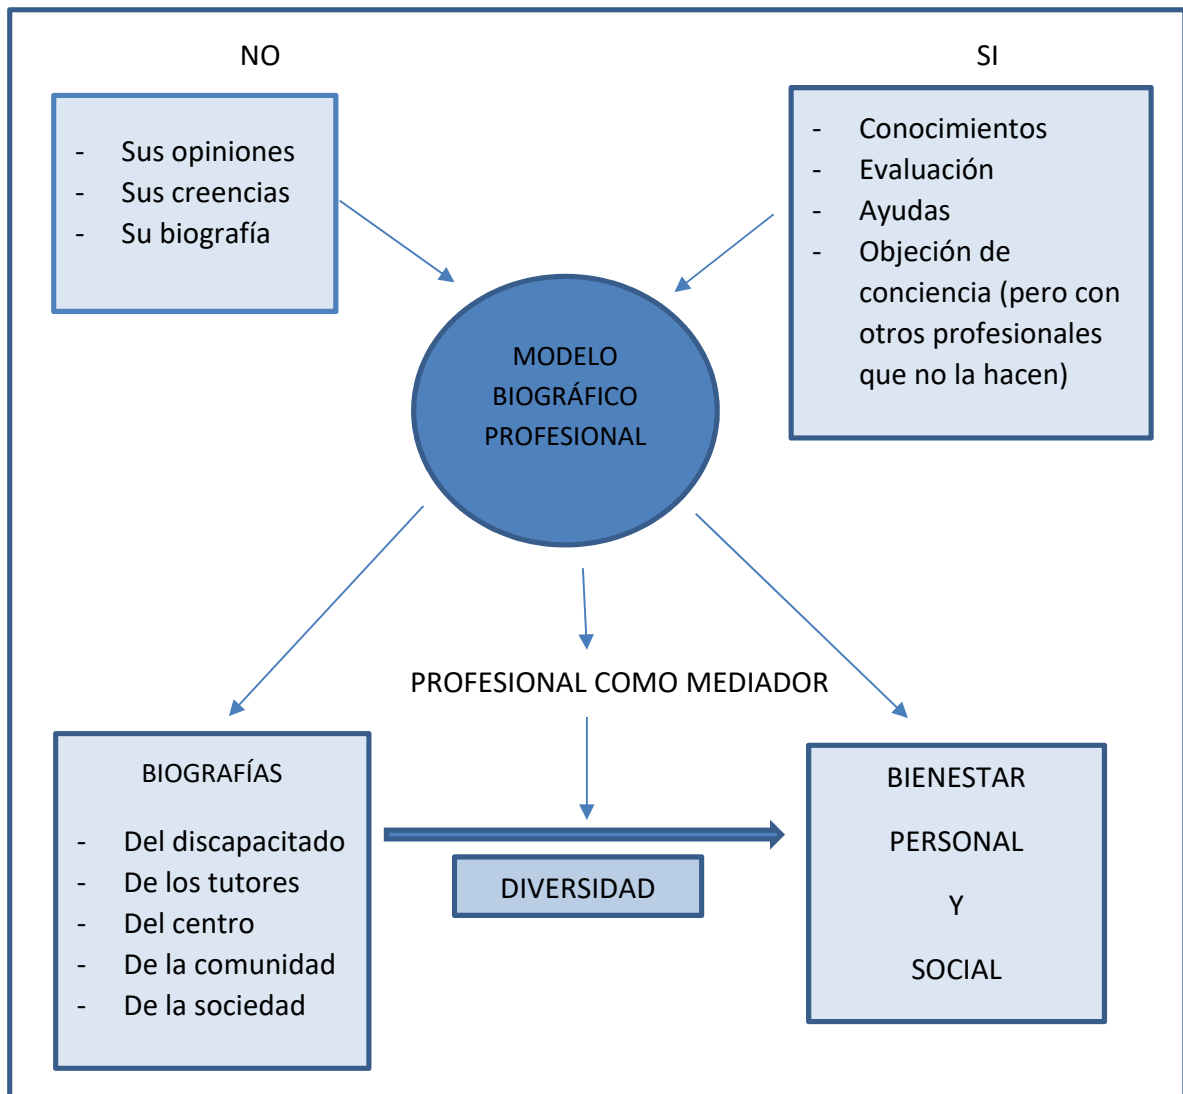 NO
- Sus opiniones
- Sus creencias
- Su biografía
SI
- Conocimientos
- Evaluación
- Ayudas
- Objeción de
conciencia (pero con
otros profesionales
que no la hacen)
MODELO
BIOGRÁFICO
PROFESIONAL
PROFESIONAL COMO MEDIADOR
BIOGRAFÍAS
- Del discapacitado
- De los tutores
- Del centro
- De la comunidad
- De la sociedad
DIVERSIDAD
BIENESTAR
PERSONAL
Y
SOCIAL